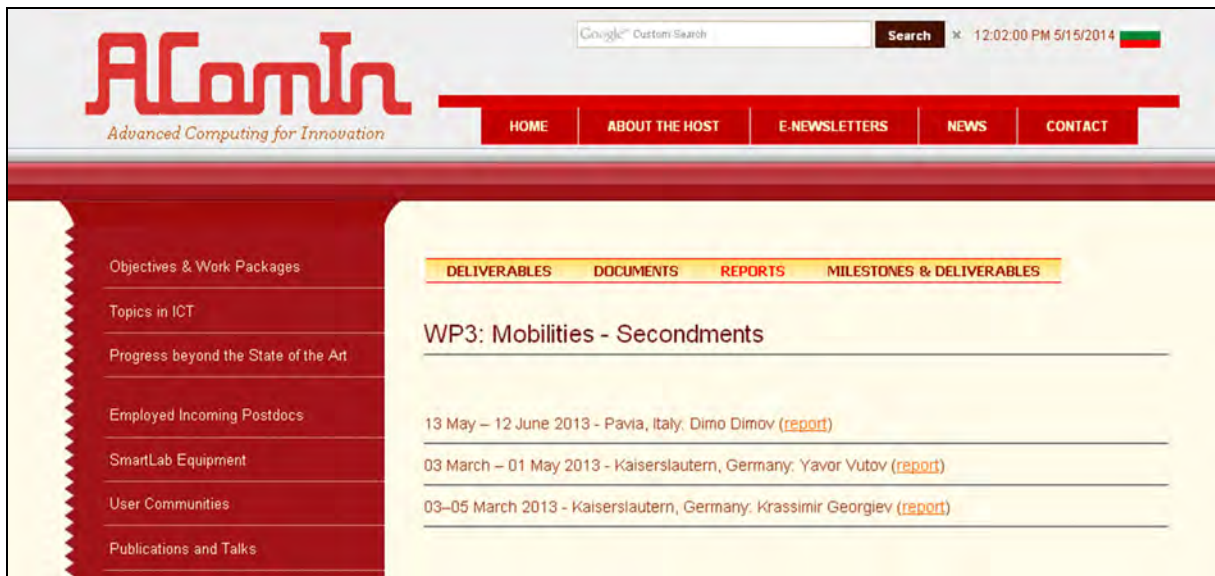 Google™ Custom Search
Search × 12:02:00 PM 5/15/2014
AComIn
Advanced Computing for Innovation
HOME ABOUT THE HOST E-NEWSLETTERS NEWS CONTACT
Objectives & Work Packages
Topics in ICT
Progress beyond the State of the Art
Employed Incoming Postdocs
SmartLab Equipment
User Communities
Publications and Talks
DELIVERABLES DOCUMENTS REPORTS MILESTONES & DELIVERABLES
WP3: Mobilities - Secondments
13 May – 12 June 2013 - Pavia, Italy: Dimo Dimov (report)
03 March – 01 May 2013 - Kaiserslautern, Germany: Yavor Vutov (report)
03–05 March 2013 - Kaiserslautern, Germany: Krassimir Georgiev (report)